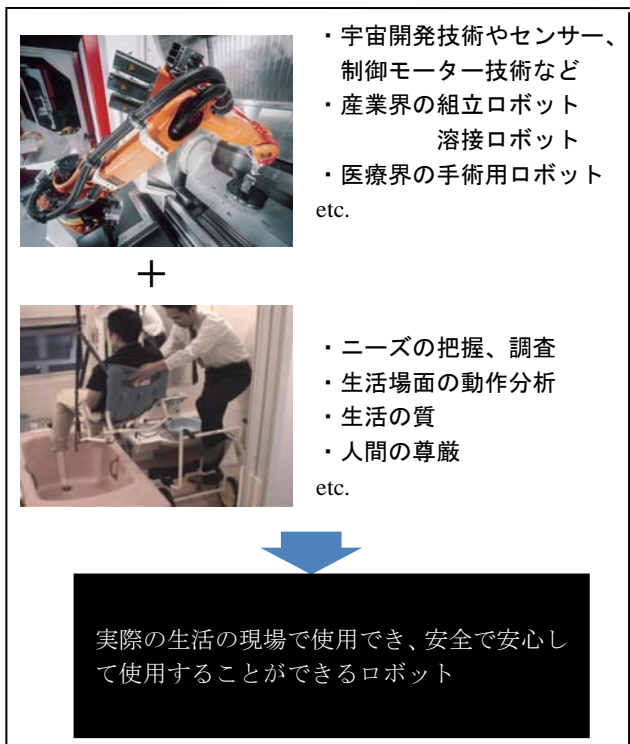 ・宇宙開発技術やセンサー、
制御モーター技術など
・産業界の組立ロボット
溶接ロボット
・医療界の手術用ロボット
etc.
＋
・ニーズの把握、調査
・生活場面の動作分析
・生活の質
・人間の尊厳
etc.
実際の生活の現場で使用でき、安全で安心し
て使用することができるロボット